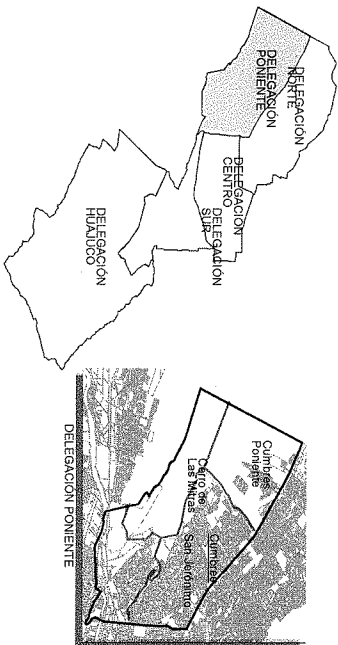 DELEGACIÓN
NORTE
DELEGACIÓN
PONIENTE
DELEGACIÓN
CENTRO
DELEGACIÓN
SUR
DELEGACIÓN
HUAJUCO
Cumbres
Poniente
Cerro de
Las Mitras
Cumbres
San Jerónimo
DELEGACIÓN PONIENTE